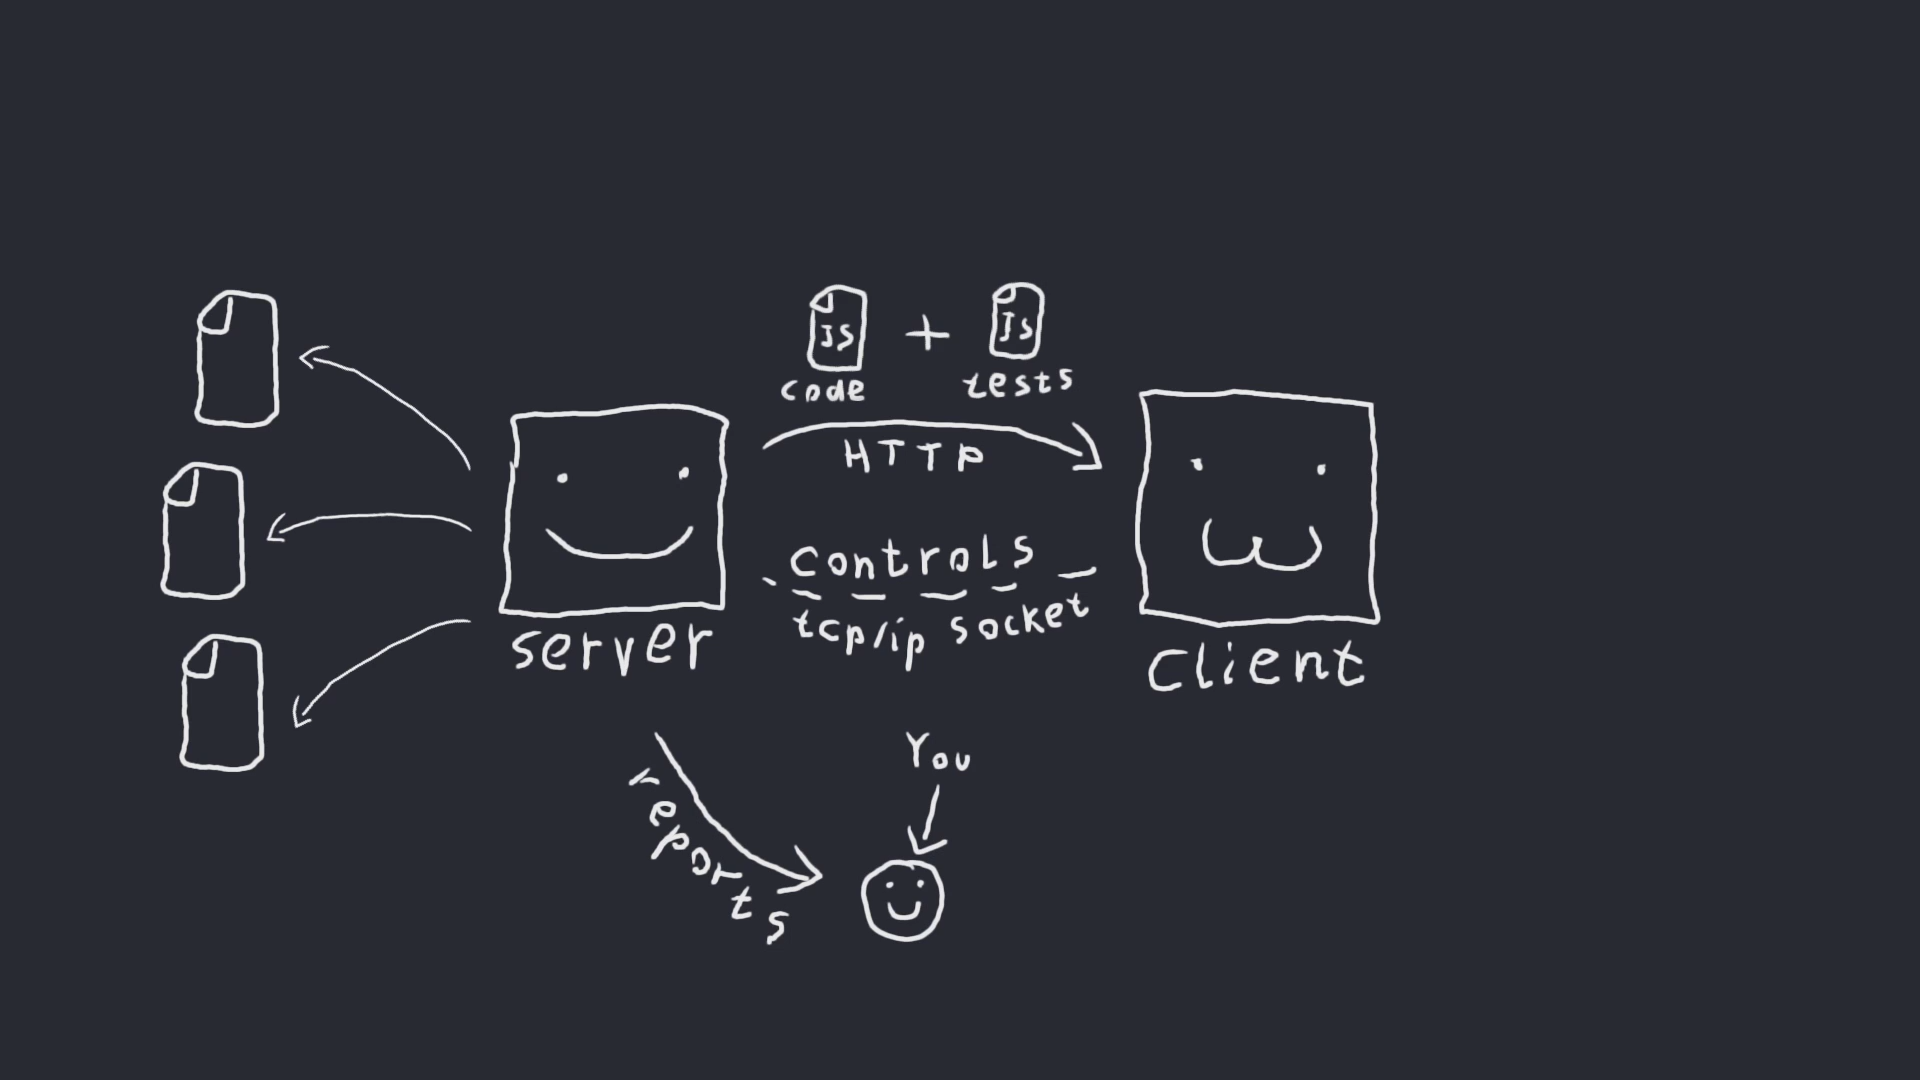 JS + JS
code tests
HTTP
controls
tcp/ip socket
server
client
You
reports